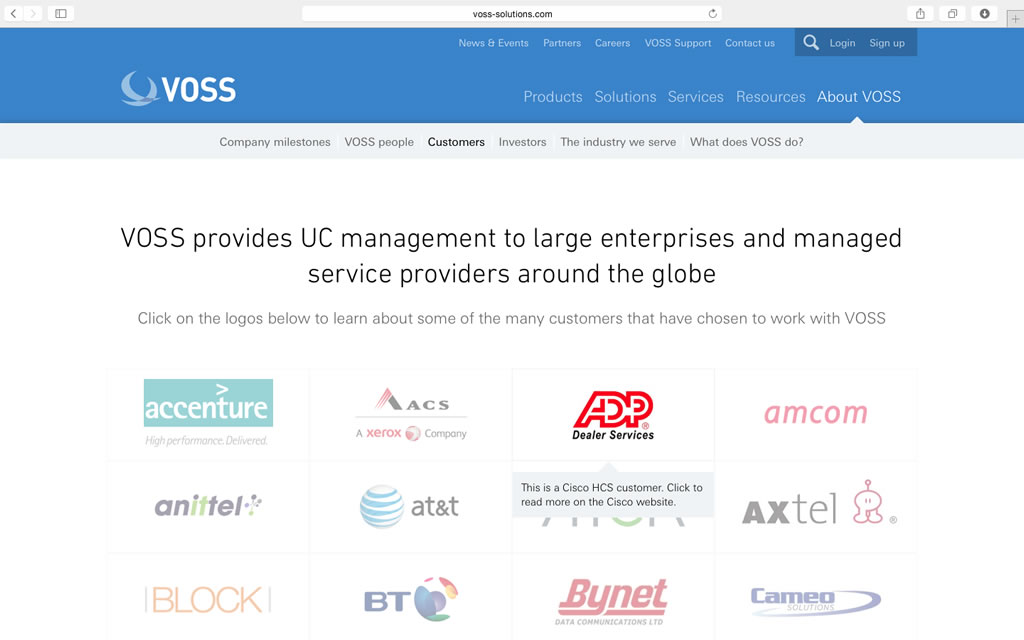 voss-solutions.com
News & Events Partners Careers VOSS Support Contact us Login Sign up
VOSS
Products Solutions Services Resources About VOSS
Company milestones VOSS people Customers Investors The industry we serve What does VOSS do?
VOSS provides UC management to large enterprises and managed
service providers around the globe
Click on the logos below to learn about some of the many customers that have chosen to work with VOSS
accenture
High performance. Delivered.
ACS
A xerox Company
ADP®
Dealer Services
amcom
anittel
at&t
This is a Cisco HCS customer. Click to
read more on the Cisco website.
axtel ®
BLOCK
BT
Bynet
DATA COMMUNICATIONS LTD
Cameo
SOLUTIONS